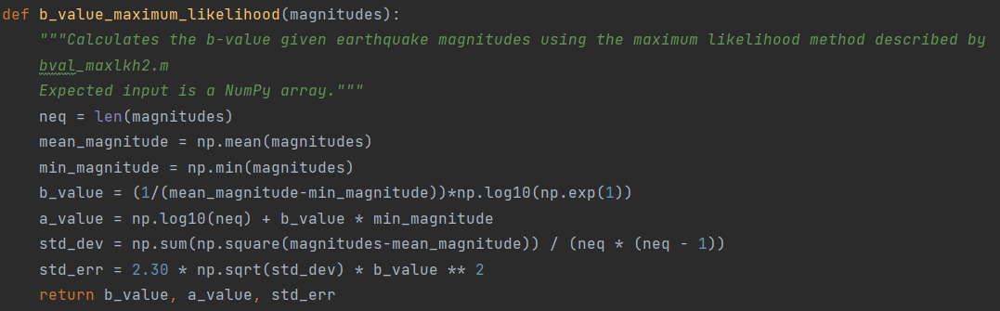 def b_value_maximum_likelihood(magnitudes):
    """Calculates the b-value given earthquake magnitudes using the maximum likelihood method described by
    bval_maxlkh2.m
    Expected input is a NumPy array."""
    neq = len(magnitudes)
    mean_magnitude = np.mean(magnitudes)
    min_magnitude = np.min(magnitudes)
    b_value = (1/(mean_magnitude-min_magnitude))*np.log10(np.exp(1))
    a_value = np.log10(neq) + b_value * min_magnitude
    std_dev = np.sum(np.square(magnitudes-mean_magnitude)) / (neq * (neq - 1))
    std_err = 2.30 * np.sqrt(std_dev) * b_value ** 2
    return b_value, a_value, std_err